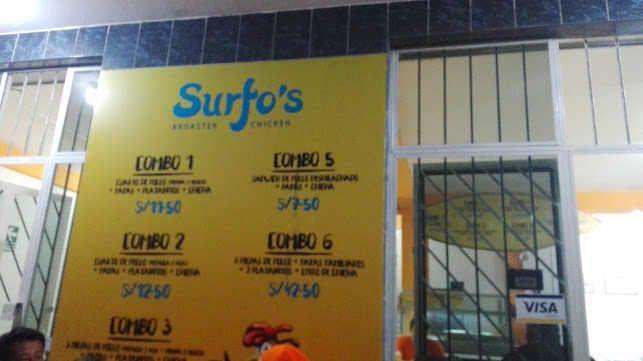 Surfo's
BROASTER CHICKEN
COMBO 1
CUARTO DE POLLO
+ PAPAS + PLATANITOS + CHICHA
S/11.50
COMBO 2
CUARTO DE POLLO
+ PAPAS + PLATANITOS + CHICHA
S/12.50
COMBO 3
COMBO 5
SADWICH DE POLLO DESHILACHADO
+ PAPAS + CHICHA
S/7.50
COMBO 6
PAPAS FAMILIARES
+ 2 PLATANITOS + LITRO DE CHICHA
S/42.50
VISA